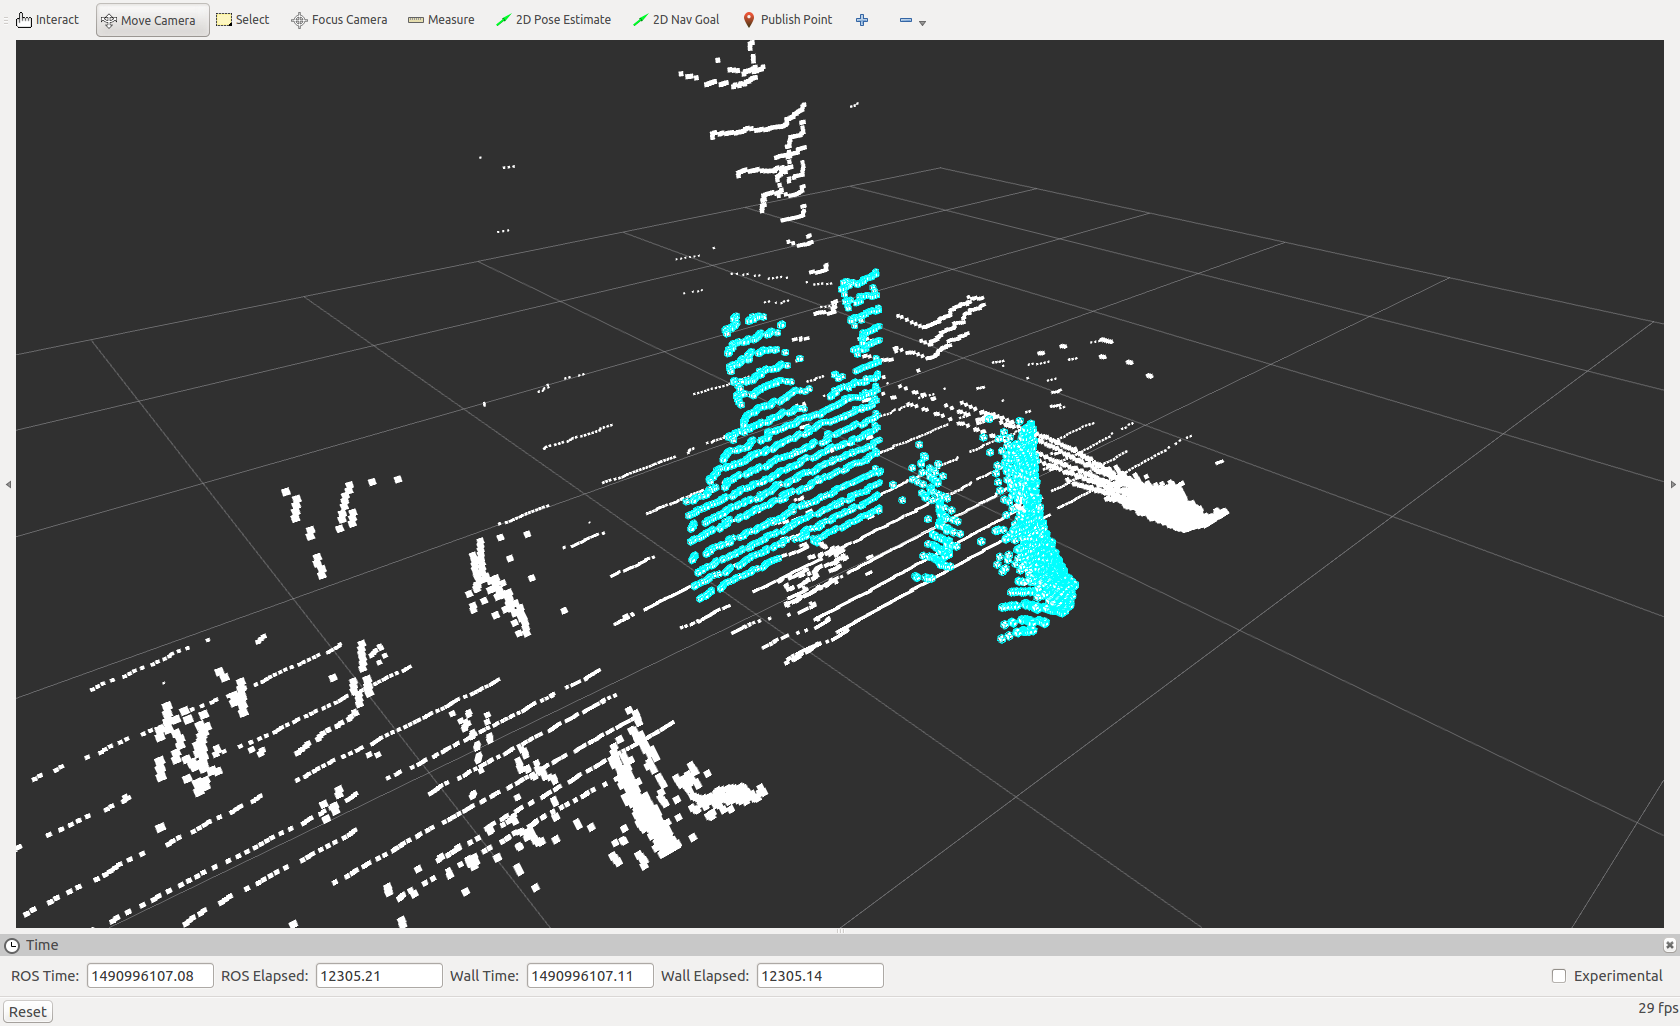 Interact Move Camera Select Focus Camera Measure 2D Pose Estimate 2D Nav Goal Publish Point
Time
ROS Time: 1490996107.08 ROS Elapsed: 12305.21 Wall Time: 1490996107.11 Wall Elapsed: 12305.14 Experimental
Reset 29 fps